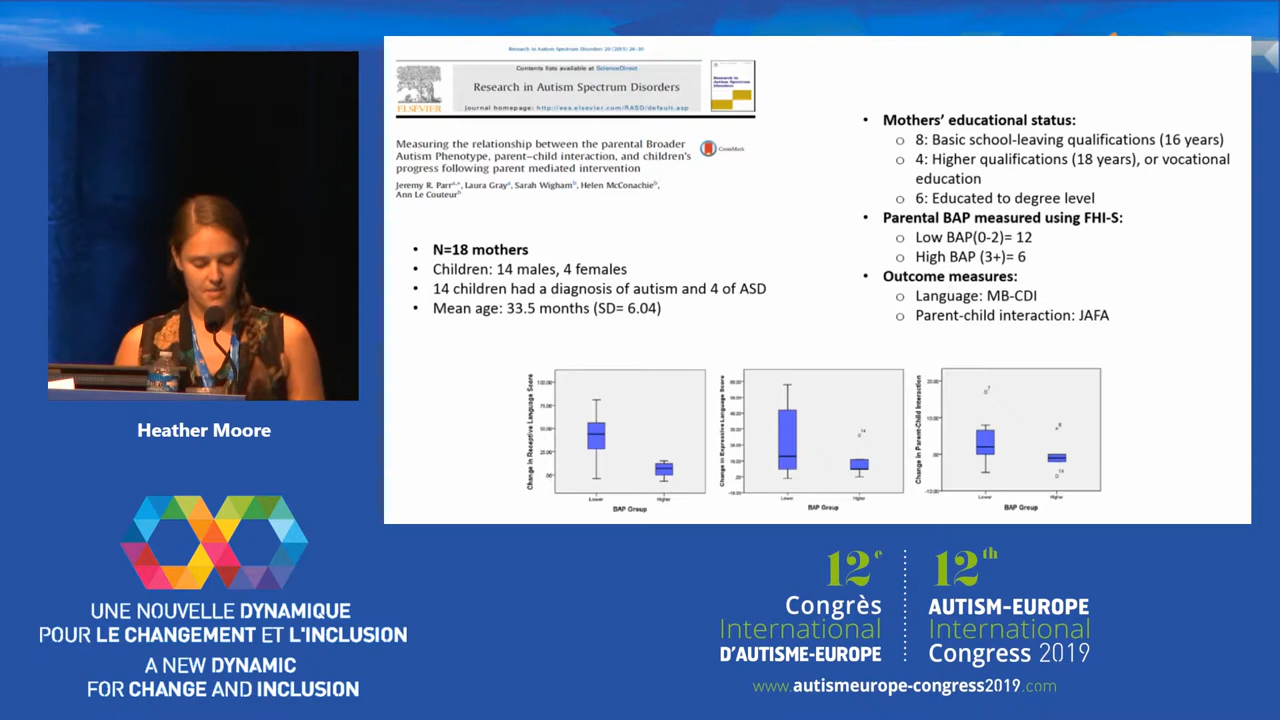 Research in Autism Spectrum Disorders 20 (2015) 24–30
Contents lists available at ScienceDirect
Research in Autism Spectrum Disorders
journal homepage: http://ees.elsevier.com/RASD/default.asp
ELSEVIER
Measuring the relationship between the parental Broader
Autism Phenotype, parent–child interaction, and children's
progress following parent mediated intervention
CrossMark
Jeremy R. Parr, Laura Gray, Sarah Wigham, Helen McConachie,
Ann Le Couteur
• N=18 mothers
• Children: 14 males, 4 females
• 14 children had a diagnosis of autism and 4 of ASD
• Mean age: 33.5 months (SD= 6.04)
• Mothers' educational status:
o 8: Basic school-leaving qualifications (16 years)
o 4: Higher qualifications (18 years), or vocational
education
o 6: Educated to degree level
• Parental BAP measured using FHI-S:
o Low BAP(0-2)= 12
o High BAP (3+)= 6
• Outcome measures:
o Language: MB-CDI
o Parent-child interaction: JAFA
Change in Receptive Language Score
Lower
Higher
BAP Group
Change in Expressive Language Score
Lower
Higher
BAP Group
Change in Parent-Child Interaction
Lower
Higher
BAP Group
Heather Moore
UNE NOUVELLE DYNAMIQUE
POUR LE CHANGEMENT ET L'INCLUSION
A NEW DYNAMIC
FOR CHANGE AND INCLUSION
12e
Congrès
International
D'AUTISME-EUROPE
12th
AUTISM-EUROPE
International
Congress 2019
www.autismeurope-congress2019.com